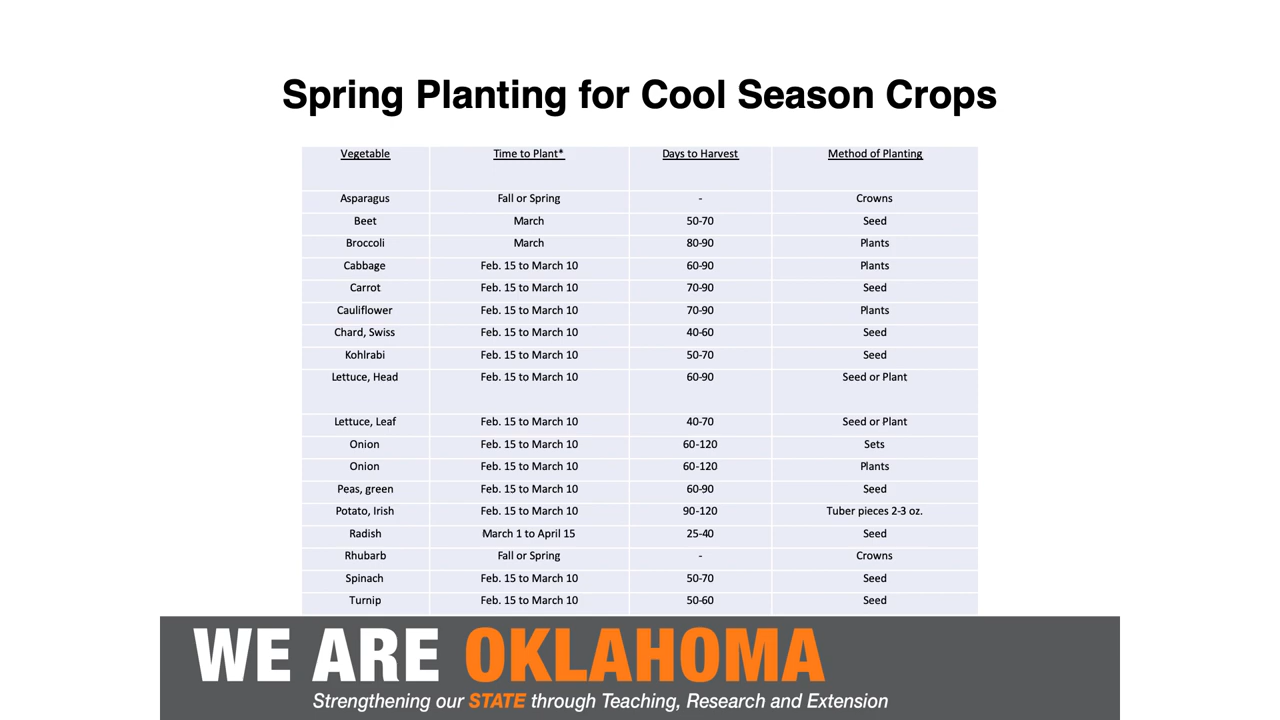 Spring Planting for Cool Season Crops
Vegetable Time to Plant* Days to Harvest Method of Planting
Asparagus Fall or Spring - Crowns
Beet March 50-70 Seed
Broccoli March 80-90 Plants
Cabbage Feb. 15 to March 10 60-90 Plants
Carrot Feb. 15 to March 10 70-90 Seed
Cauliflower Feb. 15 to March 10 70-90 Plants
Chard, Swiss Feb. 15 to March 10 40-60 Seed
Kohlrabi Feb. 15 to March 10 50-70 Seed
Lettuce, Head Feb. 15 to March 10 60-90 Seed or Plant
Lettuce, Leaf Feb. 15 to March 10 40-70 Seed or Plant
Onion Feb. 15 to March 10 60-120 Sets
Onion Feb. 15 to March 10 60-120 Plants
Peas, green Feb. 15 to March 10 60-90 Seed
Potato, Irish Feb. 15 to March 10 90-120 Tuber pieces 2-3 oz.
Radish March 1 to April 15 25-40 Seed
Rhubarb Fall or Spring - Crowns
Spinach Feb. 15 to March 10 50-70 Seed
Turnip Feb. 15 to March 10 50-60 Seed
WE ARE OKLAHOMA
Strengthening our STATE through Teaching, Research and Extension